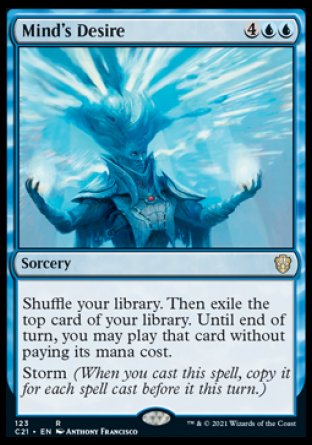 Mind's Desire 4
Sorcery
Shuffle your library. Then exile the
top card of your library. Until end of
turn, you may play that card without
paying its mana cost.
Storm (When you cast this spell, copy it
for each spell cast before it this turn.)
123 R
C21 • EN Anthony Francisco
™ & © 2021 Wizards of the Coast